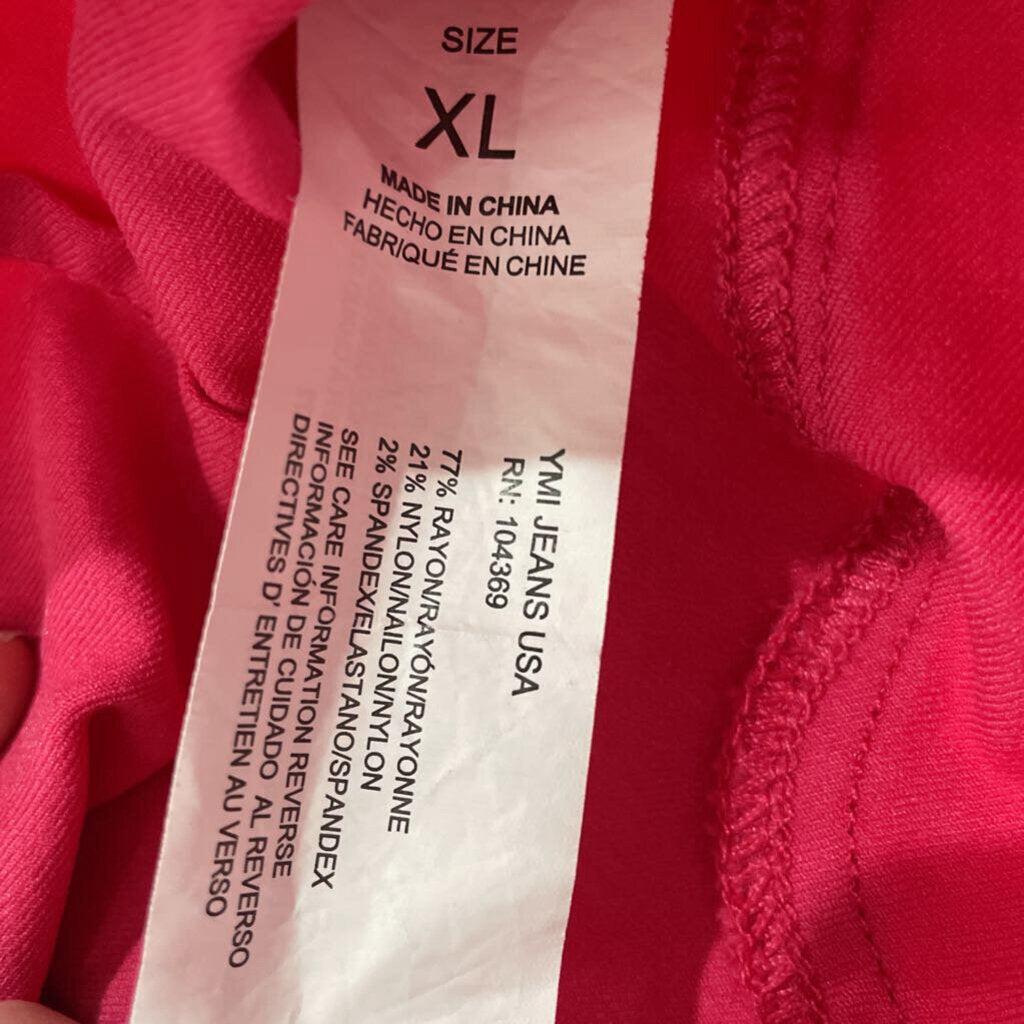 SIZE
XL
MADE IN CHINA
HECHO EN CHINA
FABRIQUÉ EN CHINE
YMI JEANS USA
RN: 104369
77% RAYON/RAYÓN/RAYONNE
21% NYLON/NAILON/NYLON
2% SPANDEX/ELASTANO/SPANDEX
SEE CARE INFORMATION REVERSE
INFORMACIÓN DE CUIDADO AL REVERSO
DIRECTIVES D' ENTRETIEN AU VERSO